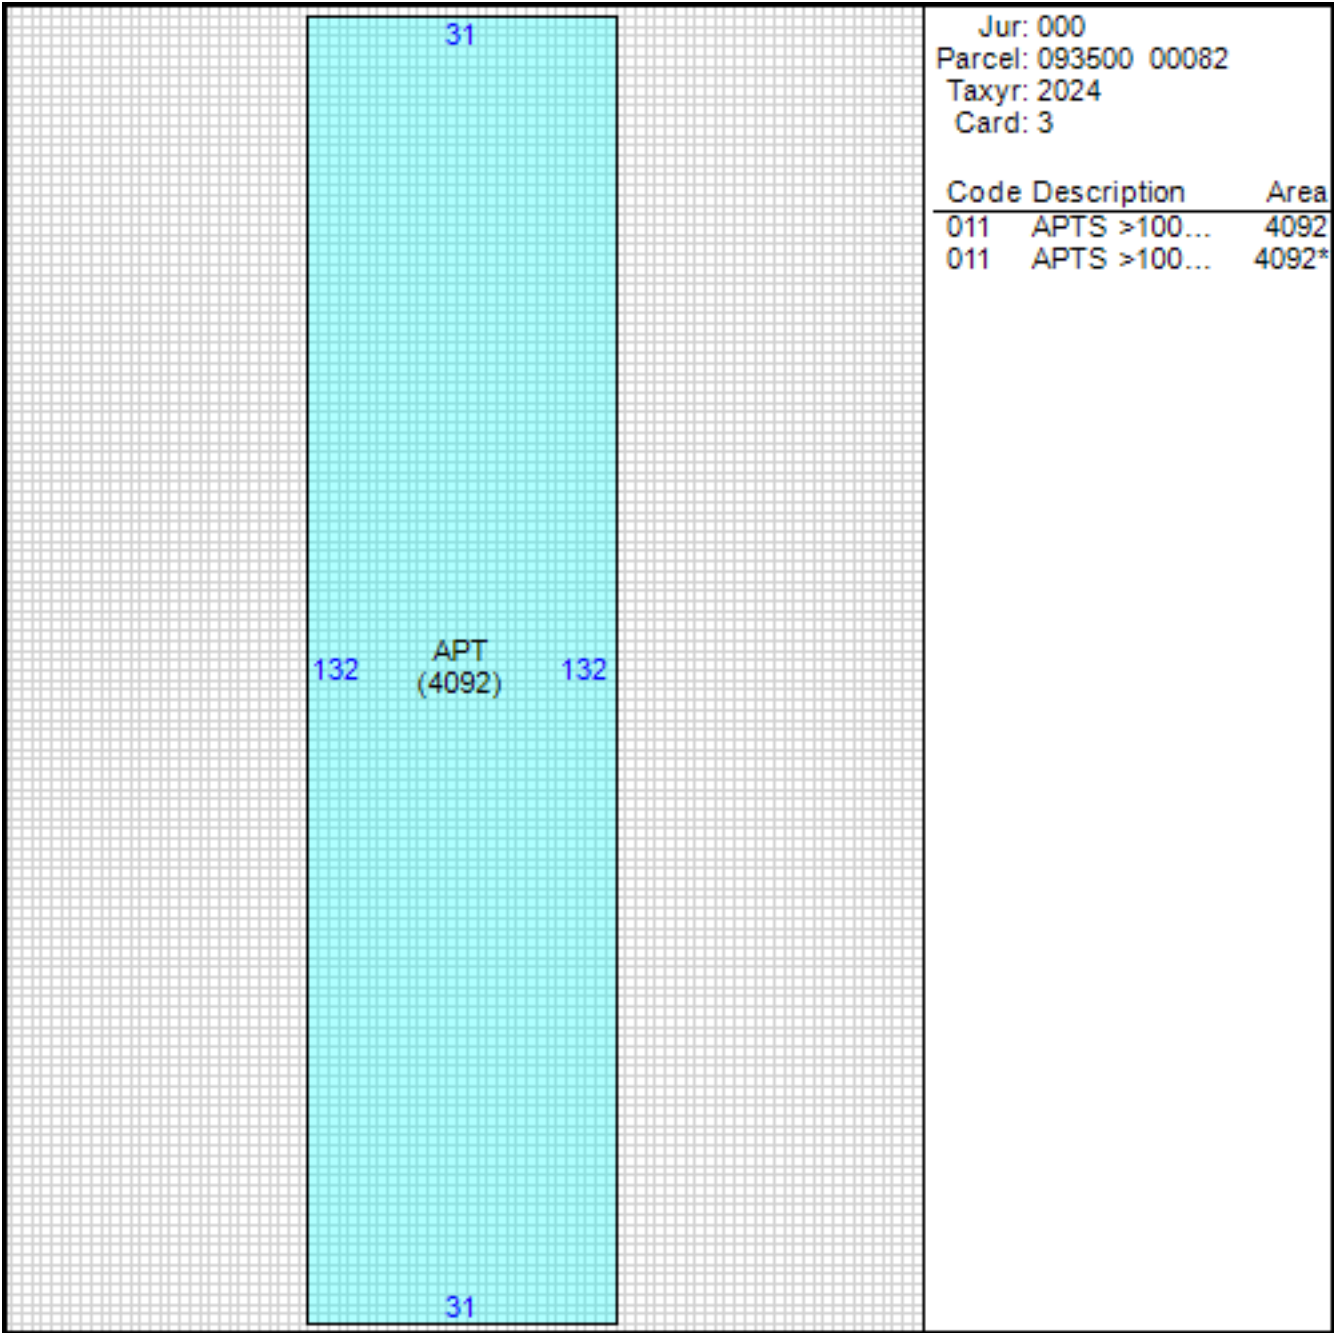 31
132
APT
(4092)
132
31
Jur: 000
Parcel: 093500 00082
Taxyr: 2024
Card: 3
Code Description Area
011 APTS >100... 4092
011 APTS >100... 4092*